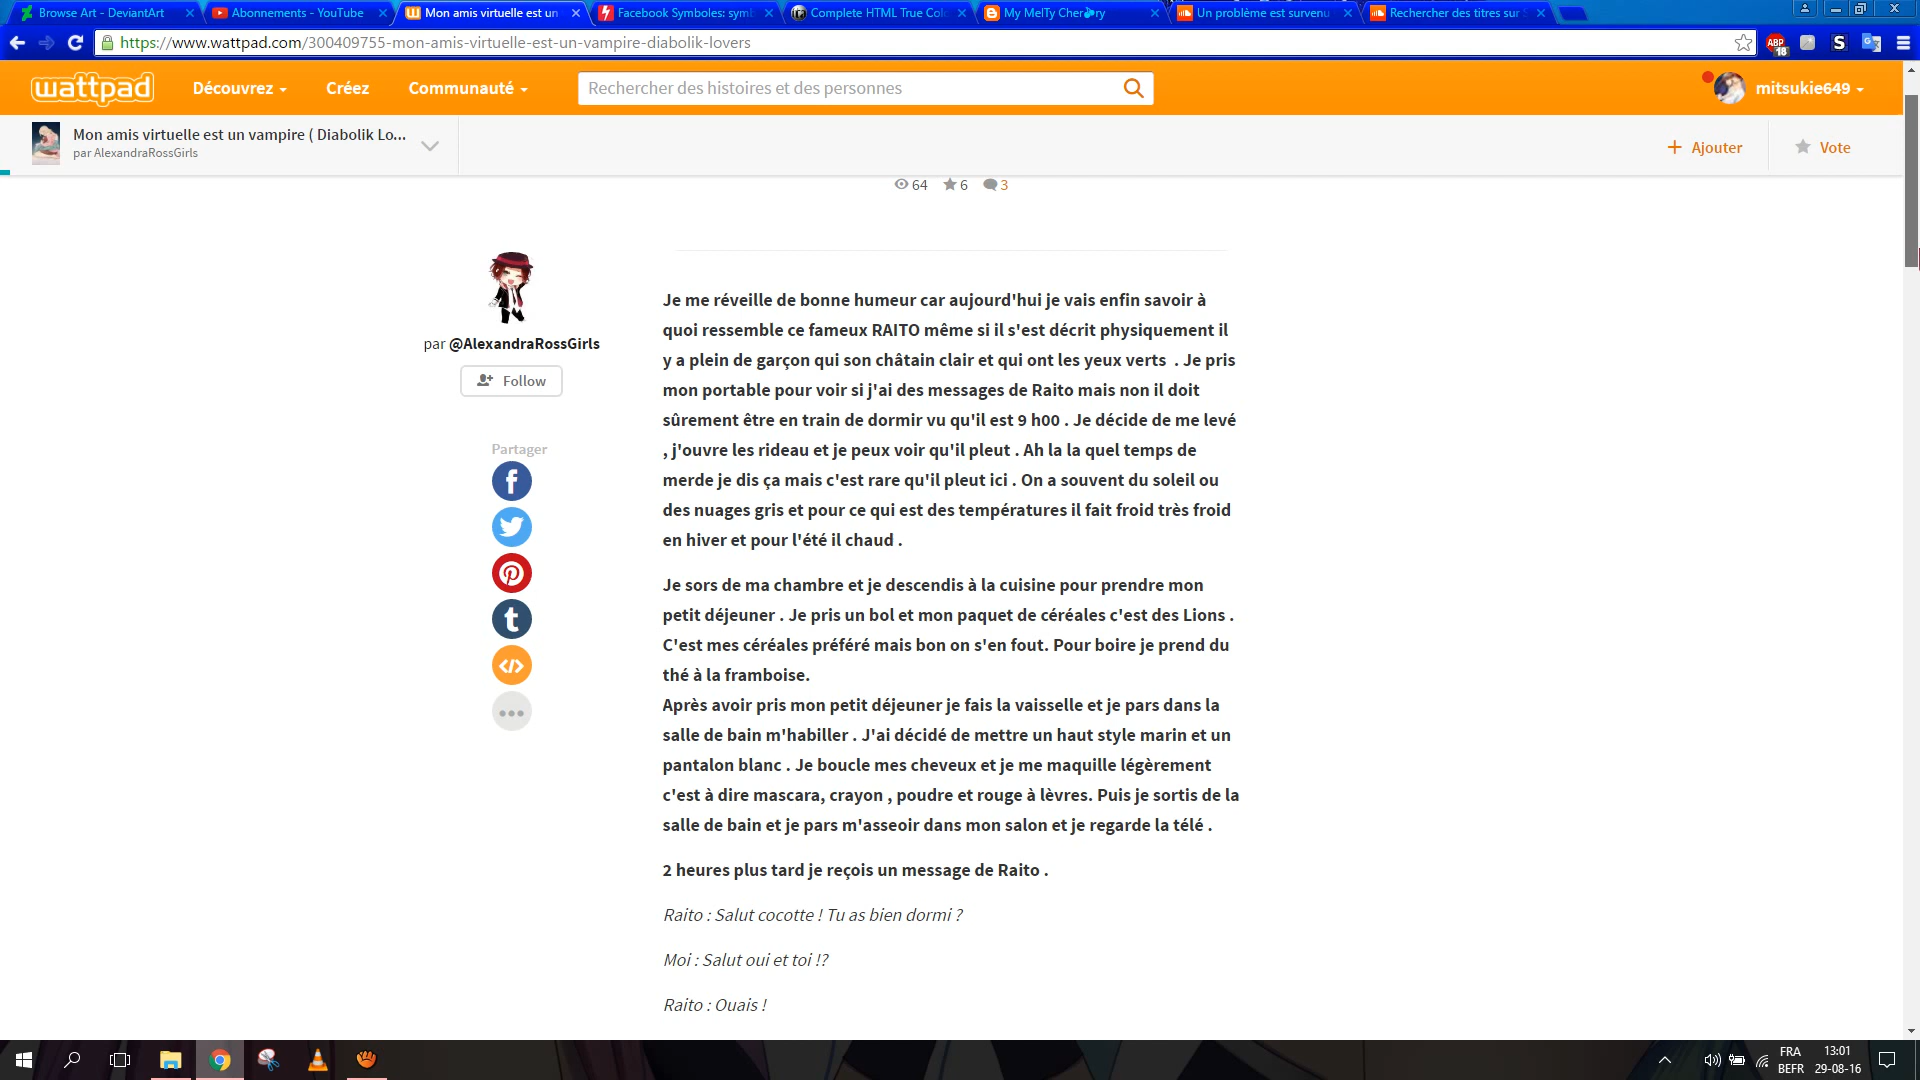 Browse Art - DeviantArt
Abonnements - YouTube
Mon amis virtuelle est un
Facebook Symboles: sym
Complete HTML True Col
My MelTy Cher ry
Un problème est survenu
Rechercher des titres sur S
https://www.wattpad.com/300409755-mon-amis-virtuelle-est-un-vampire-diabolik-lovers
ABP
18
S
wattpad
Découvrez
Créez
Communauté
Rechercher des histoires et des personnes
mitsukie649
Mon amis virtuelle est un vampire ( Diabolik Lo...
par AlexandraRossGirls
+ Ajouter
Vote
64
6
3
par @AlexandraRossGirls
Follow
Partager
Je me réveille de bonne humeur car aujourd'hui je vais enfin savoir à
quoi ressemble ce fameux RAITO même si il s'est décrit physiquement il
y a plein de garçon qui son châtain clair et qui ont les yeux verts . Je pris
mon portable pour voir si j'ai des messages de Raito mais non il doit
sûrement être en train de dormir vu qu'il est 9 h00 . Je décide de me levé
, j'ouvre les rideau et je peux voir qu'il pleut . Ah la la quel temps de
merde je dis ça mais c'est rare qu'il pleut ici . On a souvent du soleil ou
des nuages gris et pour ce qui est des températures il fait froid très froid
en hiver et pour l'été il chaud .
Je sors de ma chambre et je descendis à la cuisine pour prendre mon
petit déjeuner . Je pris un bol et mon paquet de céréales c'est des Lions .
C'est mes céréales préféré mais bon on s'en fout. Pour boire je prend du
thé à la framboise.
Après avoir pris mon petit déjeuner je fais la vaisselle et je pars dans la
salle de bain m'habiller . J'ai décidé de mettre un haut style marin et un
pantalon blanc . Je boucle mes cheveux et je me maquille légèrement
c'est à dire mascara, crayon , poudre et rouge à lèvres. Puis je sortis de la
salle de bain et je pars m'asseoir dans mon salon et je regarde la télé .
2 heures plus tard je reçois un message de Raito .
Raito : Salut cocotte ! Tu as bien dormi ?
Moi : Salut oui et toi !?
Raito : Ouais !
FRA
BEFR
13:01
29-08-16